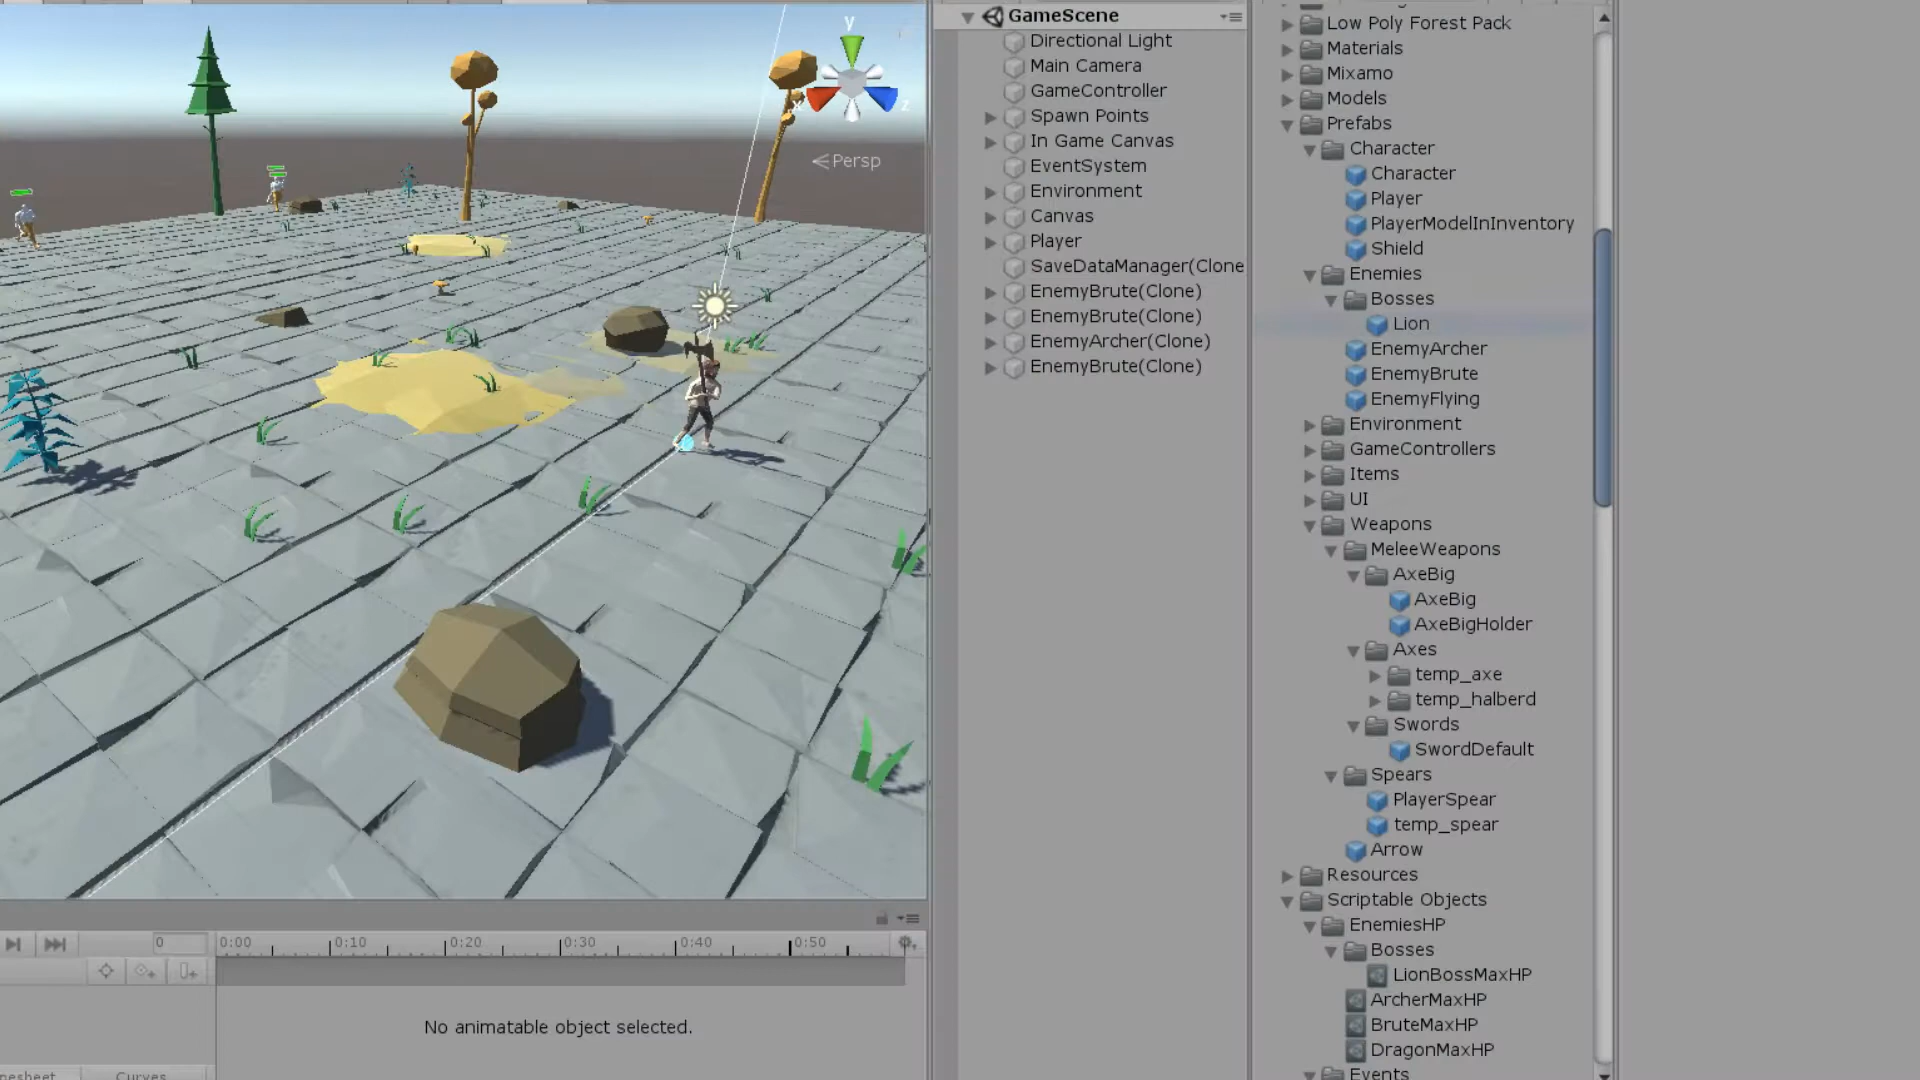 y
x
z
Persp
0
0:00
0:10
0:20
0:30
0:40
0:50
No animatable object selected.
Curves
GameScene
Directional Light
Main Camera
GameController
Spawn Points
In Game Canvas
EventSystem
Environment
Canvas
Player
SaveDataManager(Clone
EnemyBrute(Clone)
EnemyBrute(Clone)
EnemyArcher(Clone)
EnemyBrute(Clone)
Low Poly Forest Pack
Materials
Mixamo
Models
Prefabs
Character
Character
Player
PlayerModelInInventory
Shield
Enemies
Bosses
Lion
EnemyArcher
EnemyBrute
EnemyFlying
Environment
GameControllers
Items
UI
Weapons
MeleeWeapons
AxeBig
AxeBig
AxeBigHolder
Axes
temp_axe
temp_halberd
Swords
SwordDefault
Spears
PlayerSpear
temp_spear
Arrow
Resources
Scriptable Objects
EnemiesHP
Bosses
LionBossMaxHP
ArcherMaxHP
BruteMaxHP
DragonMaxHP
Events